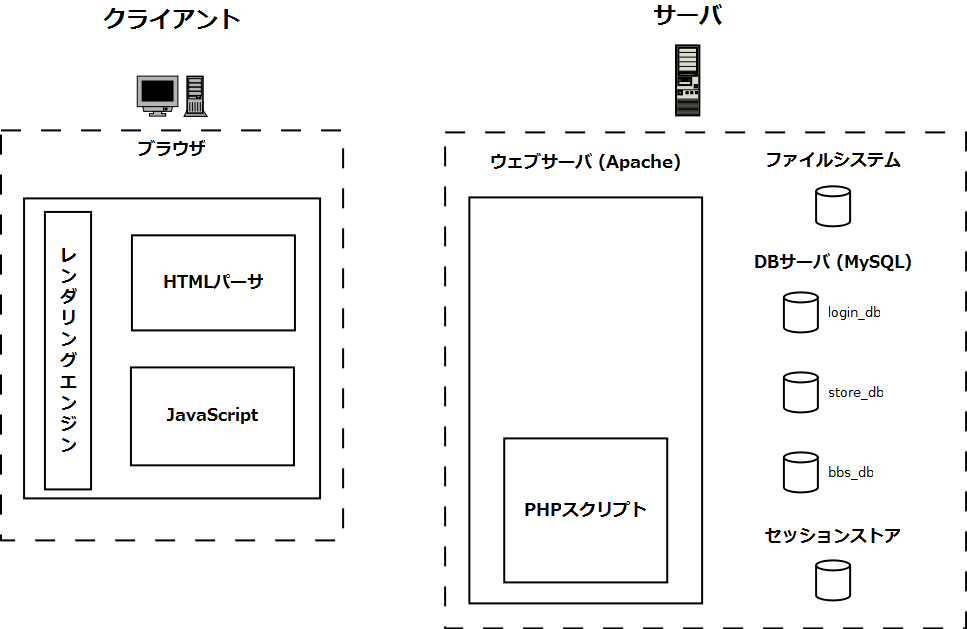 クライアント
ブラウザ
レンダリングエンジン
HTMLパーサ
JavaScript
サーバ
ウェブサーバ (Apache)
PHPスクリプト
ファイルシステム
DBサーバ (MySQL)
login_db
store_db
bbs_db
セッションストア